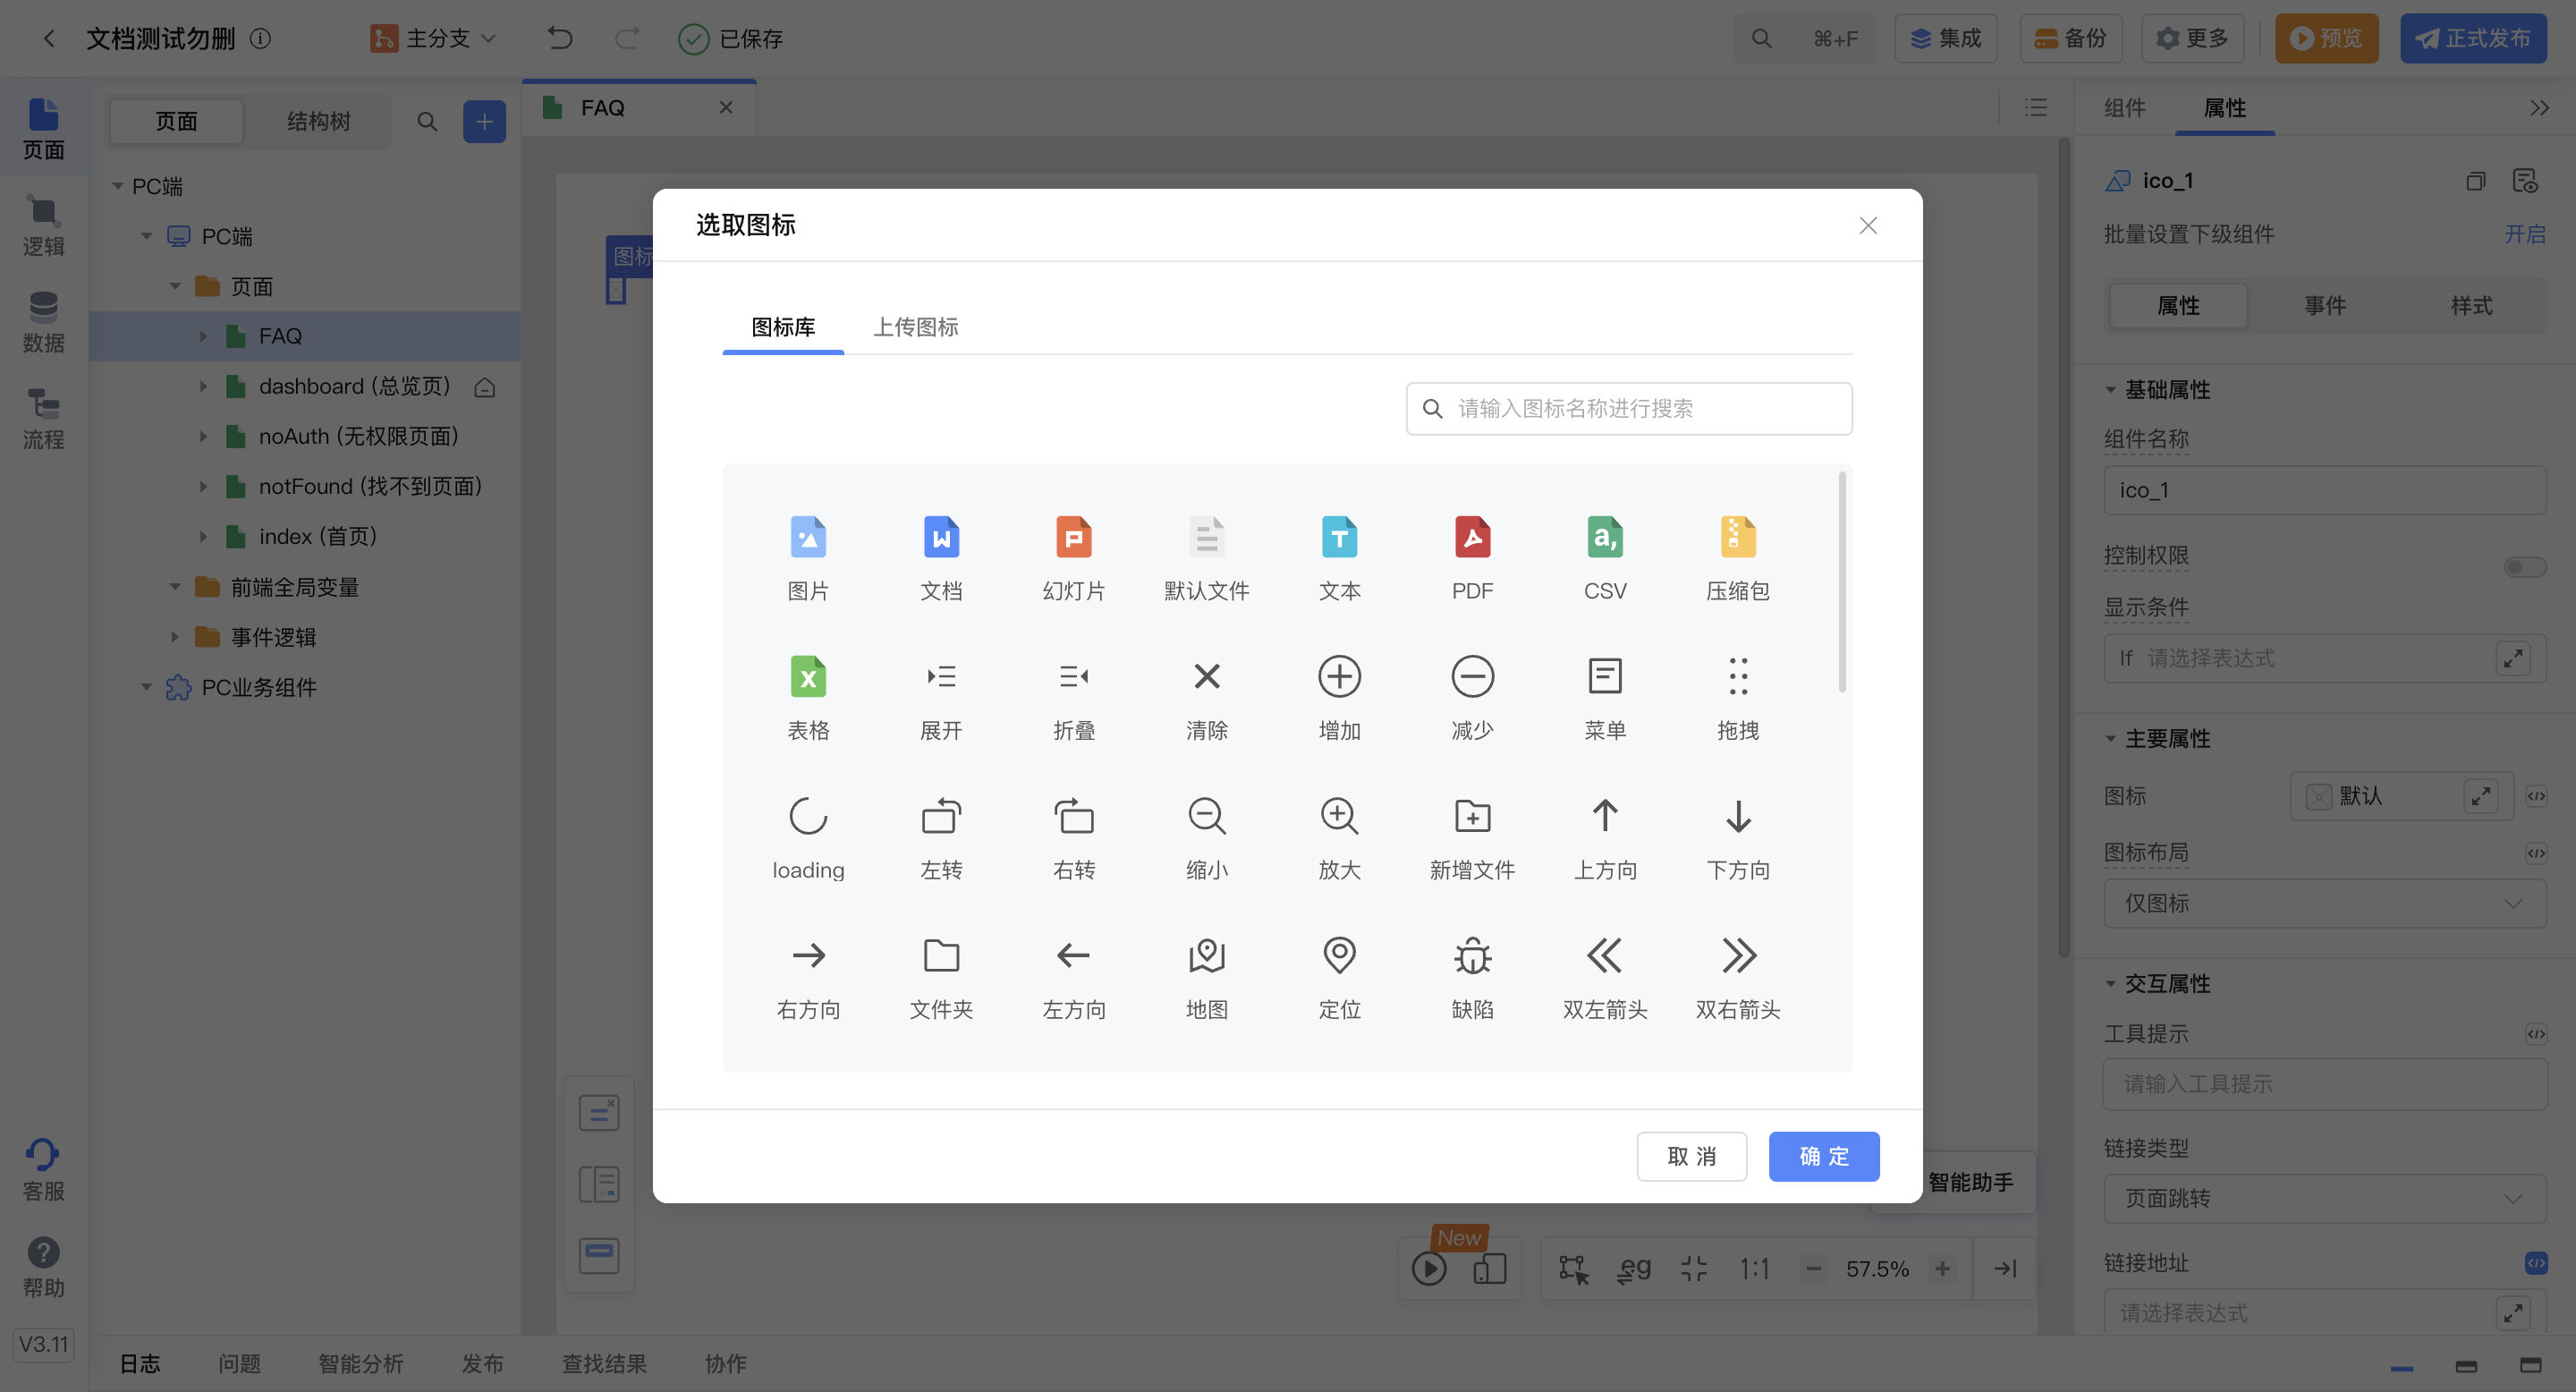 文档测试勿删
主分支
已保存
⌘+F
集成
备份
更多
预览
正式发布
页面
逻辑
数据
流程
客服
帮助
V3.11
页面
结构树
PC端
PC端
页面
FAQ
dashboard (总览页)
noAuth (无权限页面)
notFound (找不到页面)
index (首页)
前端全局变量
事件逻辑
PC业务组件
FAQ
图标
选取图标
图标库
上传图标
请输入图标名称进行搜索
图片
文档
幻灯片
默认文件
文本
PDF
CSV
压缩包
表格
展开
折叠
清除
增加
减少
菜单
拖拽
loading
左转
右转
缩小
放大
新增文件
上方向
下方向
右方向
文件夹
左方向
地图
定位
缺陷
双左箭头
双右箭头
取 消
确 定
智能助手
New
eg
1:1
57.5%
组件
属性
ico_1
批量设置下级组件
开启
属性
事件
样式
基础属性
组件名称
ico_1
控制权限
显示条件
If 请选择表达式
主要属性
图标
默认
图标布局
仅图标
交互属性
工具提示
请输入工具提示
链接类型
页面跳转
链接地址
请选择表达式
日志
问题
智能分析
发布
查找结果
协作